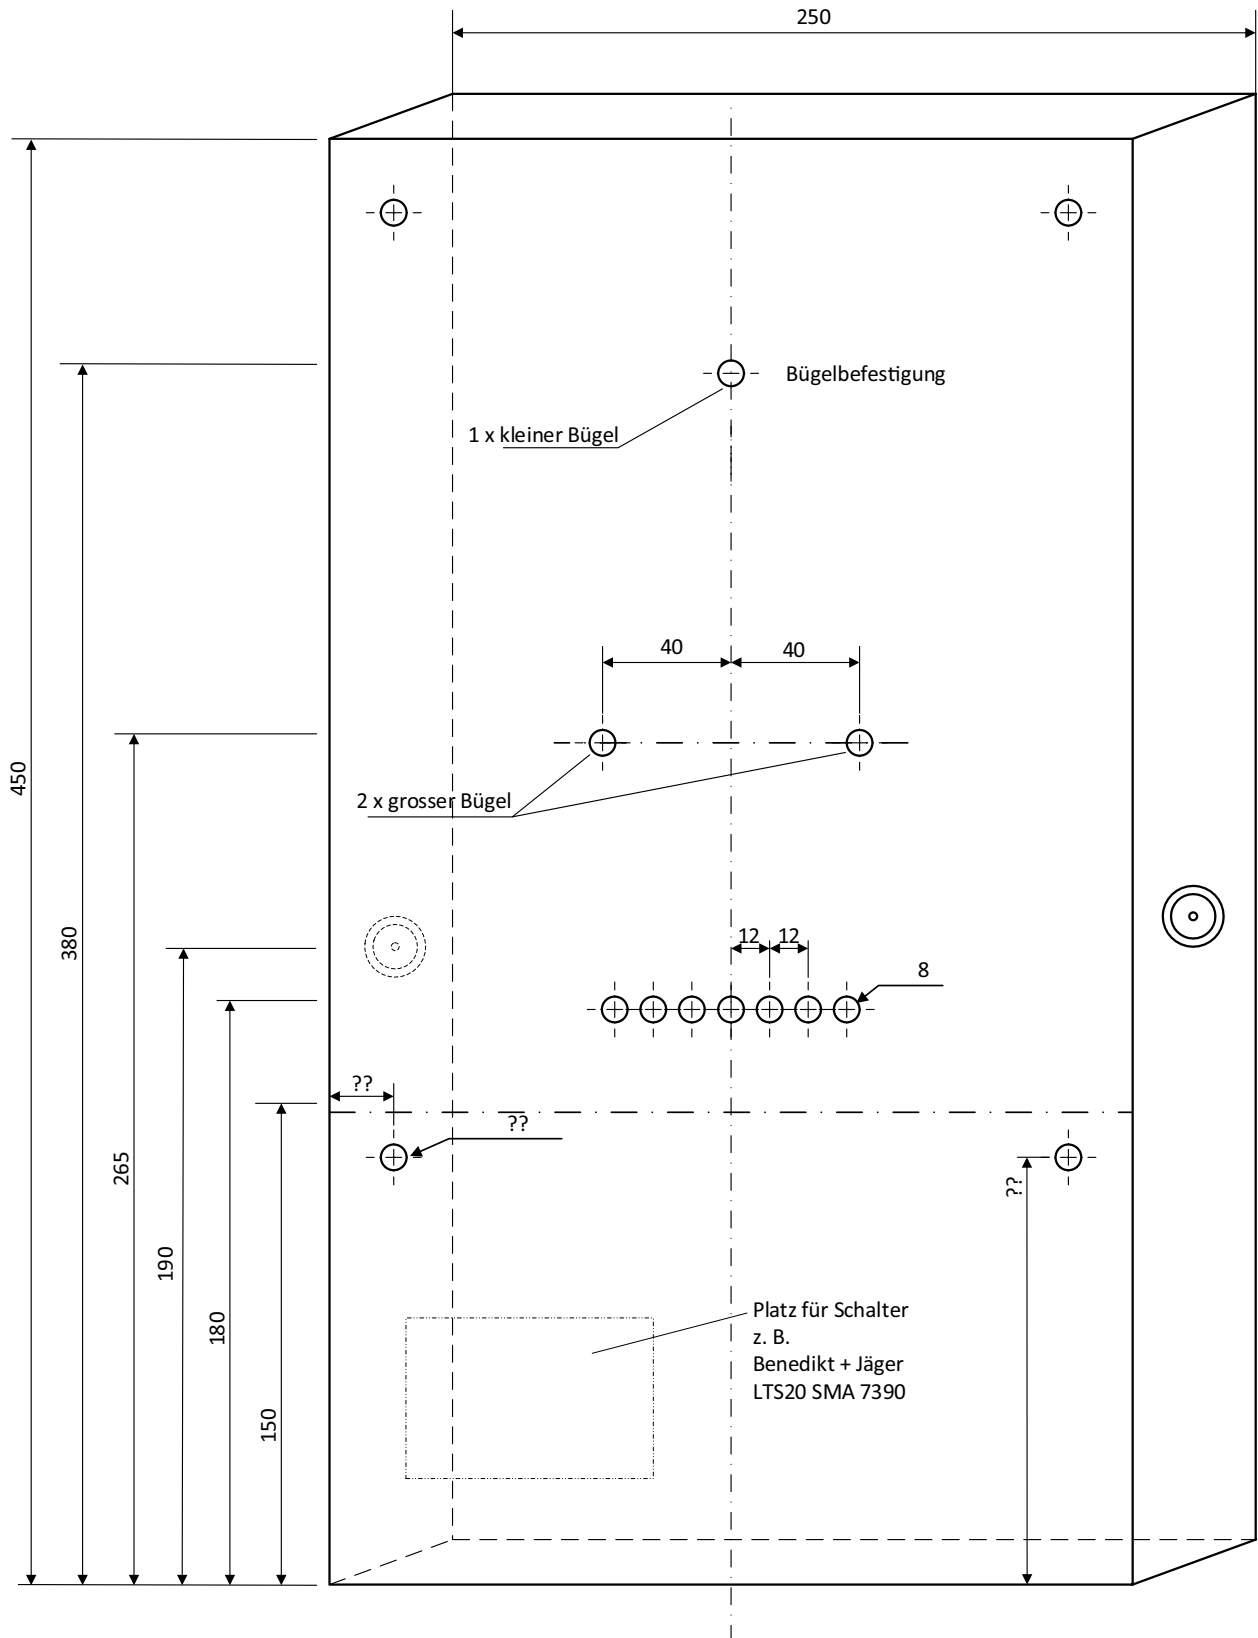 250
Bügelbefestigung
1 x kleiner Bügel
40
40
450
2 x grosser Bügel
380
12
12
8
??
??
265
??
190
180
Platz für Schalter
z. B.
Benedikt + Jäger
LTS20 SMA 7390
150